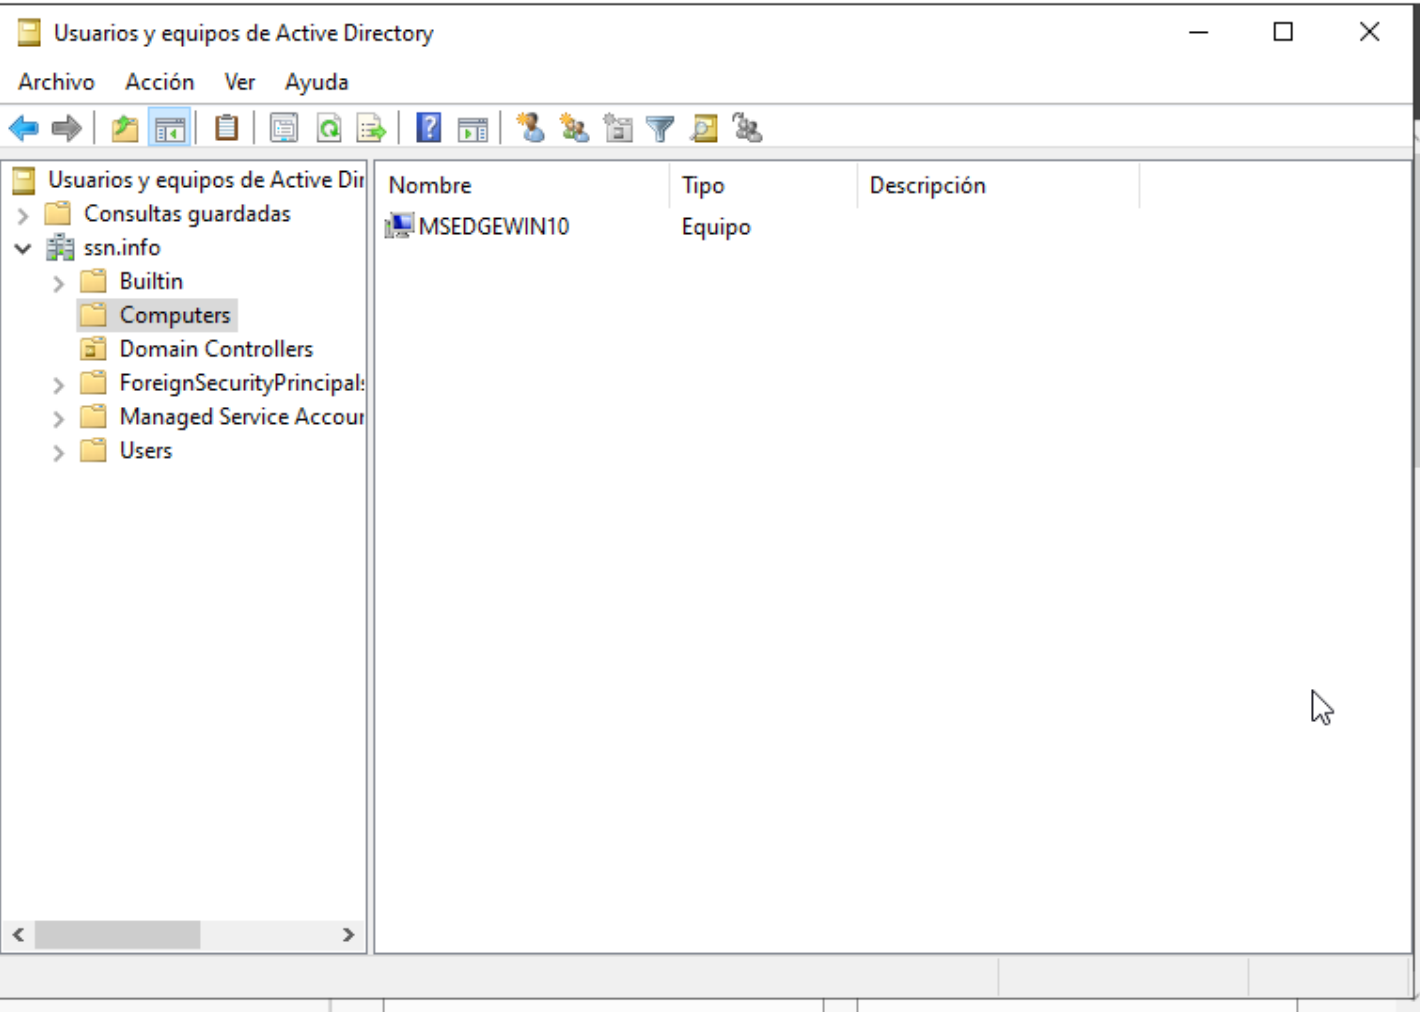 Usuarios y equipos de Active Directory
Archivo Acción Ver Ayuda
Usuarios y equipos de Active Dir
Consultas guardadas
ssn.info
Builtin
Computers
Domain Controllers
ForeignSecurityPrincipals
Managed Service Accour
Users
Nombre Tipo Descripción
MSEDGEWIN10 Equipo